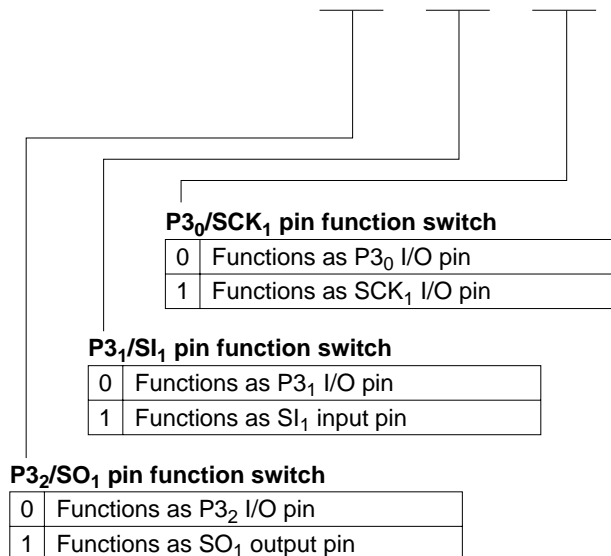 P3₀/SCK₁ pin function switch
0 Functions as P3₀ I/O pin
1 Functions as SCK₁ I/O pin
P3₁/SI₁ pin function switch
0 Functions as P3₁ I/O pin
1 Functions as SI₁ input pin
P3₂/SO₁ pin function switch
0 Functions as P3₂ I/O pin
1 Functions as SO₁ output pin